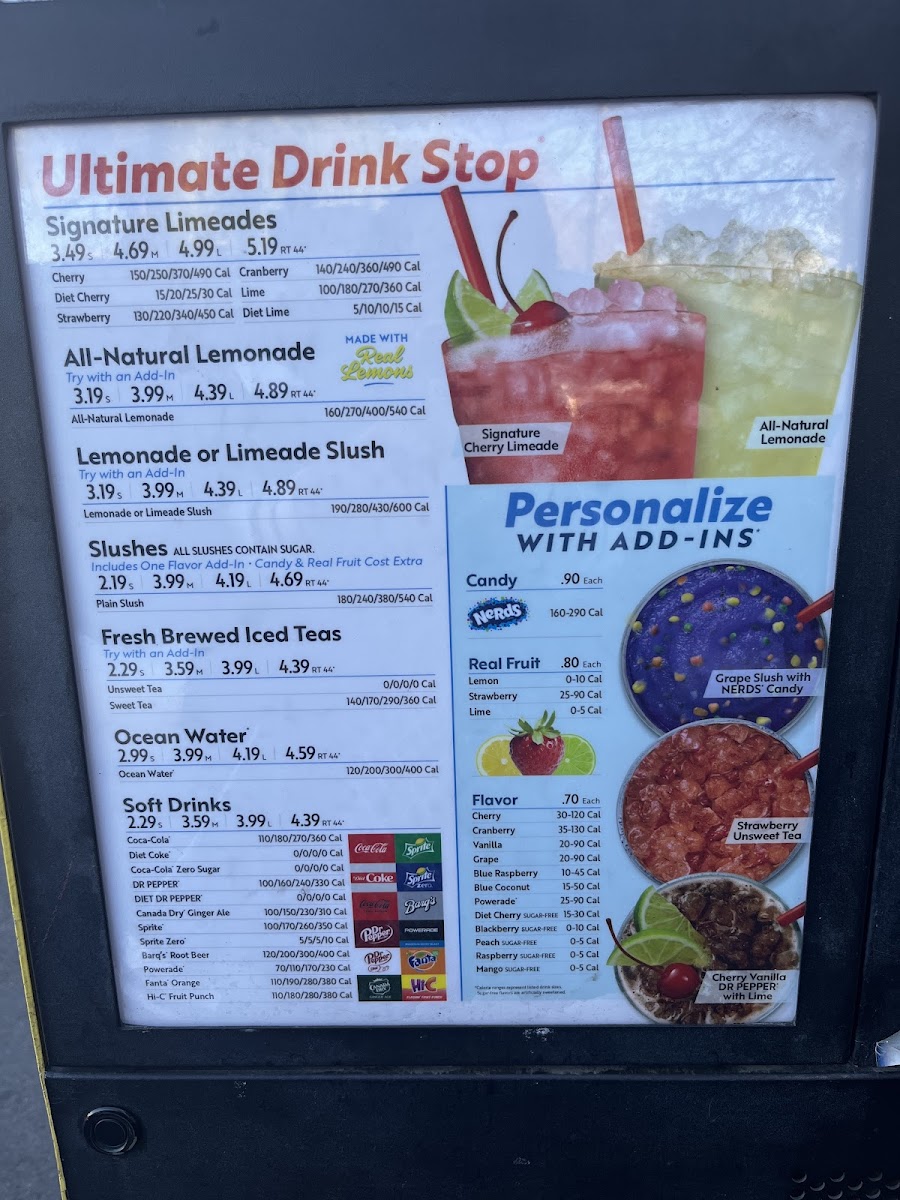 Ultimate Drink Stop
Signature Limeades
3.49 S 4.69 M 4.99 L 5.19 RT 44
Cherry 150/250/370/490 Cal Cranberry 140/240/360/490 Cal
Diet Cherry 15/20/25/30 Cal Lime 100/180/270/360 Cal
Strawberry 130/220/340/450 Cal Diet Lime 5/10/10/15 Cal
All-Natural Lemonade
MADE WITH
Real
Lemons
Try with an Add-In
3.19 S 3.99 M 4.39 L 4.89 RT 44
All-Natural Lemonade 160/270/400/540 Cal
Lemonade or Limeade Slush
Try with an Add-In
3.19 S 3.99 M 4.39 L 4.89 RT 44
Lemonade or Limeade Slush 190/280/430/600 Cal
Slushes ALL SLUSHES CONTAIN SUGAR.
Includes One Flavor Add-In • Candy & Real Fruit Cost Extra
2.19 S 3.99 M 4.19 L 4.69 RT 44
Plain Slush 180/240/380/540 Cal
Fresh Brewed Iced Teas
Try with an Add-In
2.29 S 3.59 M 3.99 L 4.39 RT 44
Unsweet Tea 0/0/0/0 Cal
Sweet Tea 140/170/290/360 Cal
Ocean Water
2.99 S 3.99 M 4.19 L 4.59 RT 44
Ocean Water 120/200/300/400 Cal
Soft Drinks
2.29 S 3.59 M 3.99 L 4.39 RT 44
Coca-Cola 110/180/270/360 Cal
Diet Coke 0/0/0/0 Cal
Coca-Cola Zero Sugar 0/0/0/0 Cal
DR PEPPER 100/160/240/330 Cal
DIET DR PEPPER 0/0/0/0 Cal
Canada Dry Ginger Ale 100/150/230/310 Cal
Sprite 100/170/260/350 Cal
Sprite Zero 5/5/5/10 Cal
Barq's Root Beer 120/200/300/400 Cal
Powerade 70/110/170/230 Cal
Fanta Orange 110/190/280/380 Cal
Hi-C Fruit Punch 110/180/280/380 Cal
Coca-Cola Sprite
Diet Coke Sprite ZERO
Coca-Cola Barq's
Dr Pepper POWERADE
Dr Pepper Fanta
CANADA DRY Hi-C
Signature
Cherry Limeade
All-Natural
Lemonade
Personalize
WITH ADD-INS
Candy .90 Each
NERDS 160-290 Cal
Real Fruit .80 Each
Lemon 0-10 Cal
Strawberry 25-90 Cal
Lime 0-5 Cal
Flavor .70 Each
Cherry 30-120 Cal
Cranberry 35-130 Cal
Vanilla 20-90 Cal
Grape 20-90 Cal
Blue Raspberry 10-45 Cal
Blue Coconut 15-50 Cal
Powerade 25-90 Cal
Diet Cherry SUGAR-FREE 15-30 Cal
Blackberry SUGAR-FREE 0-10 Cal
Peach SUGAR-FREE 0-5 Cal
Raspberry SUGAR-FREE 0-5 Cal
Mango SUGAR-FREE 0-5 Cal
Grape Slush with
NERDS Candy
Strawberry
Unsweet Tea
Cherry Vanilla
DR PEPPER
with Lime